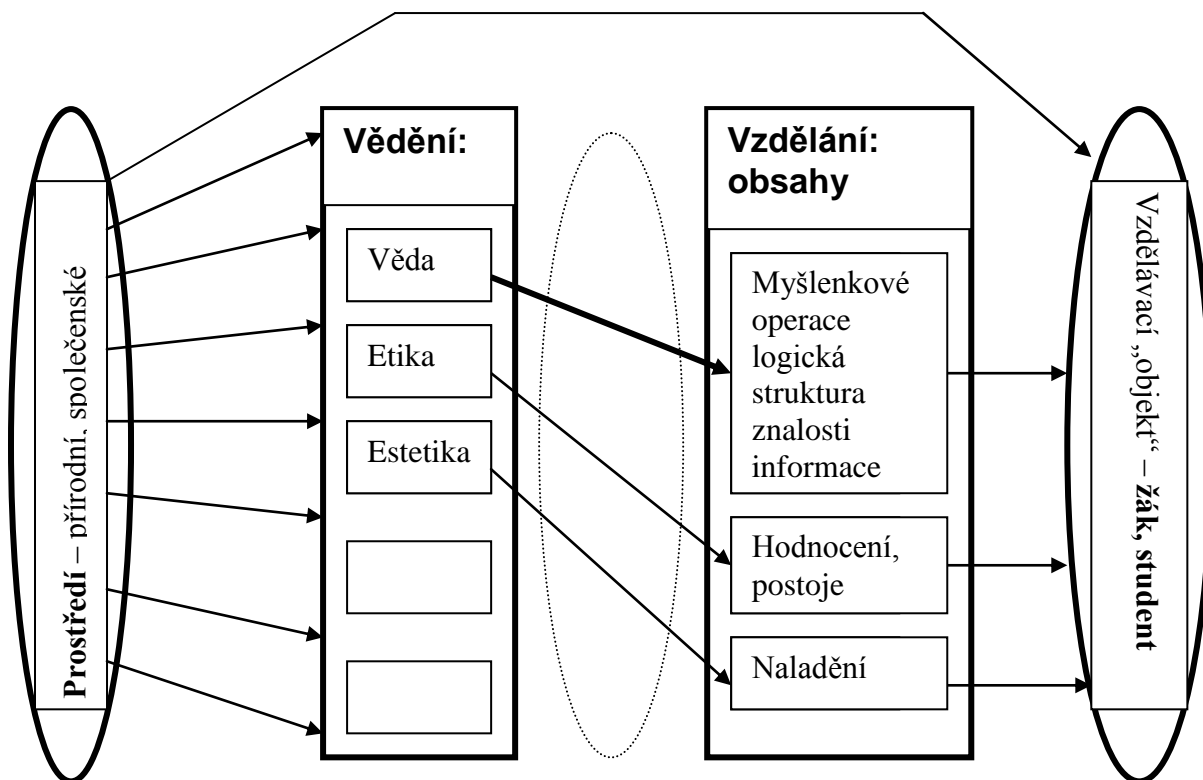 Prostředí – přírodní, společenské
Vědění:
Věda
Etika
Estetika
Vzdělání:
obsahy
Myšlenkové
operace
logická
struktura
znalosti
informace
Hodnocení,
postoje
Naladění
Vzdělávací „objekt“ – žák, student